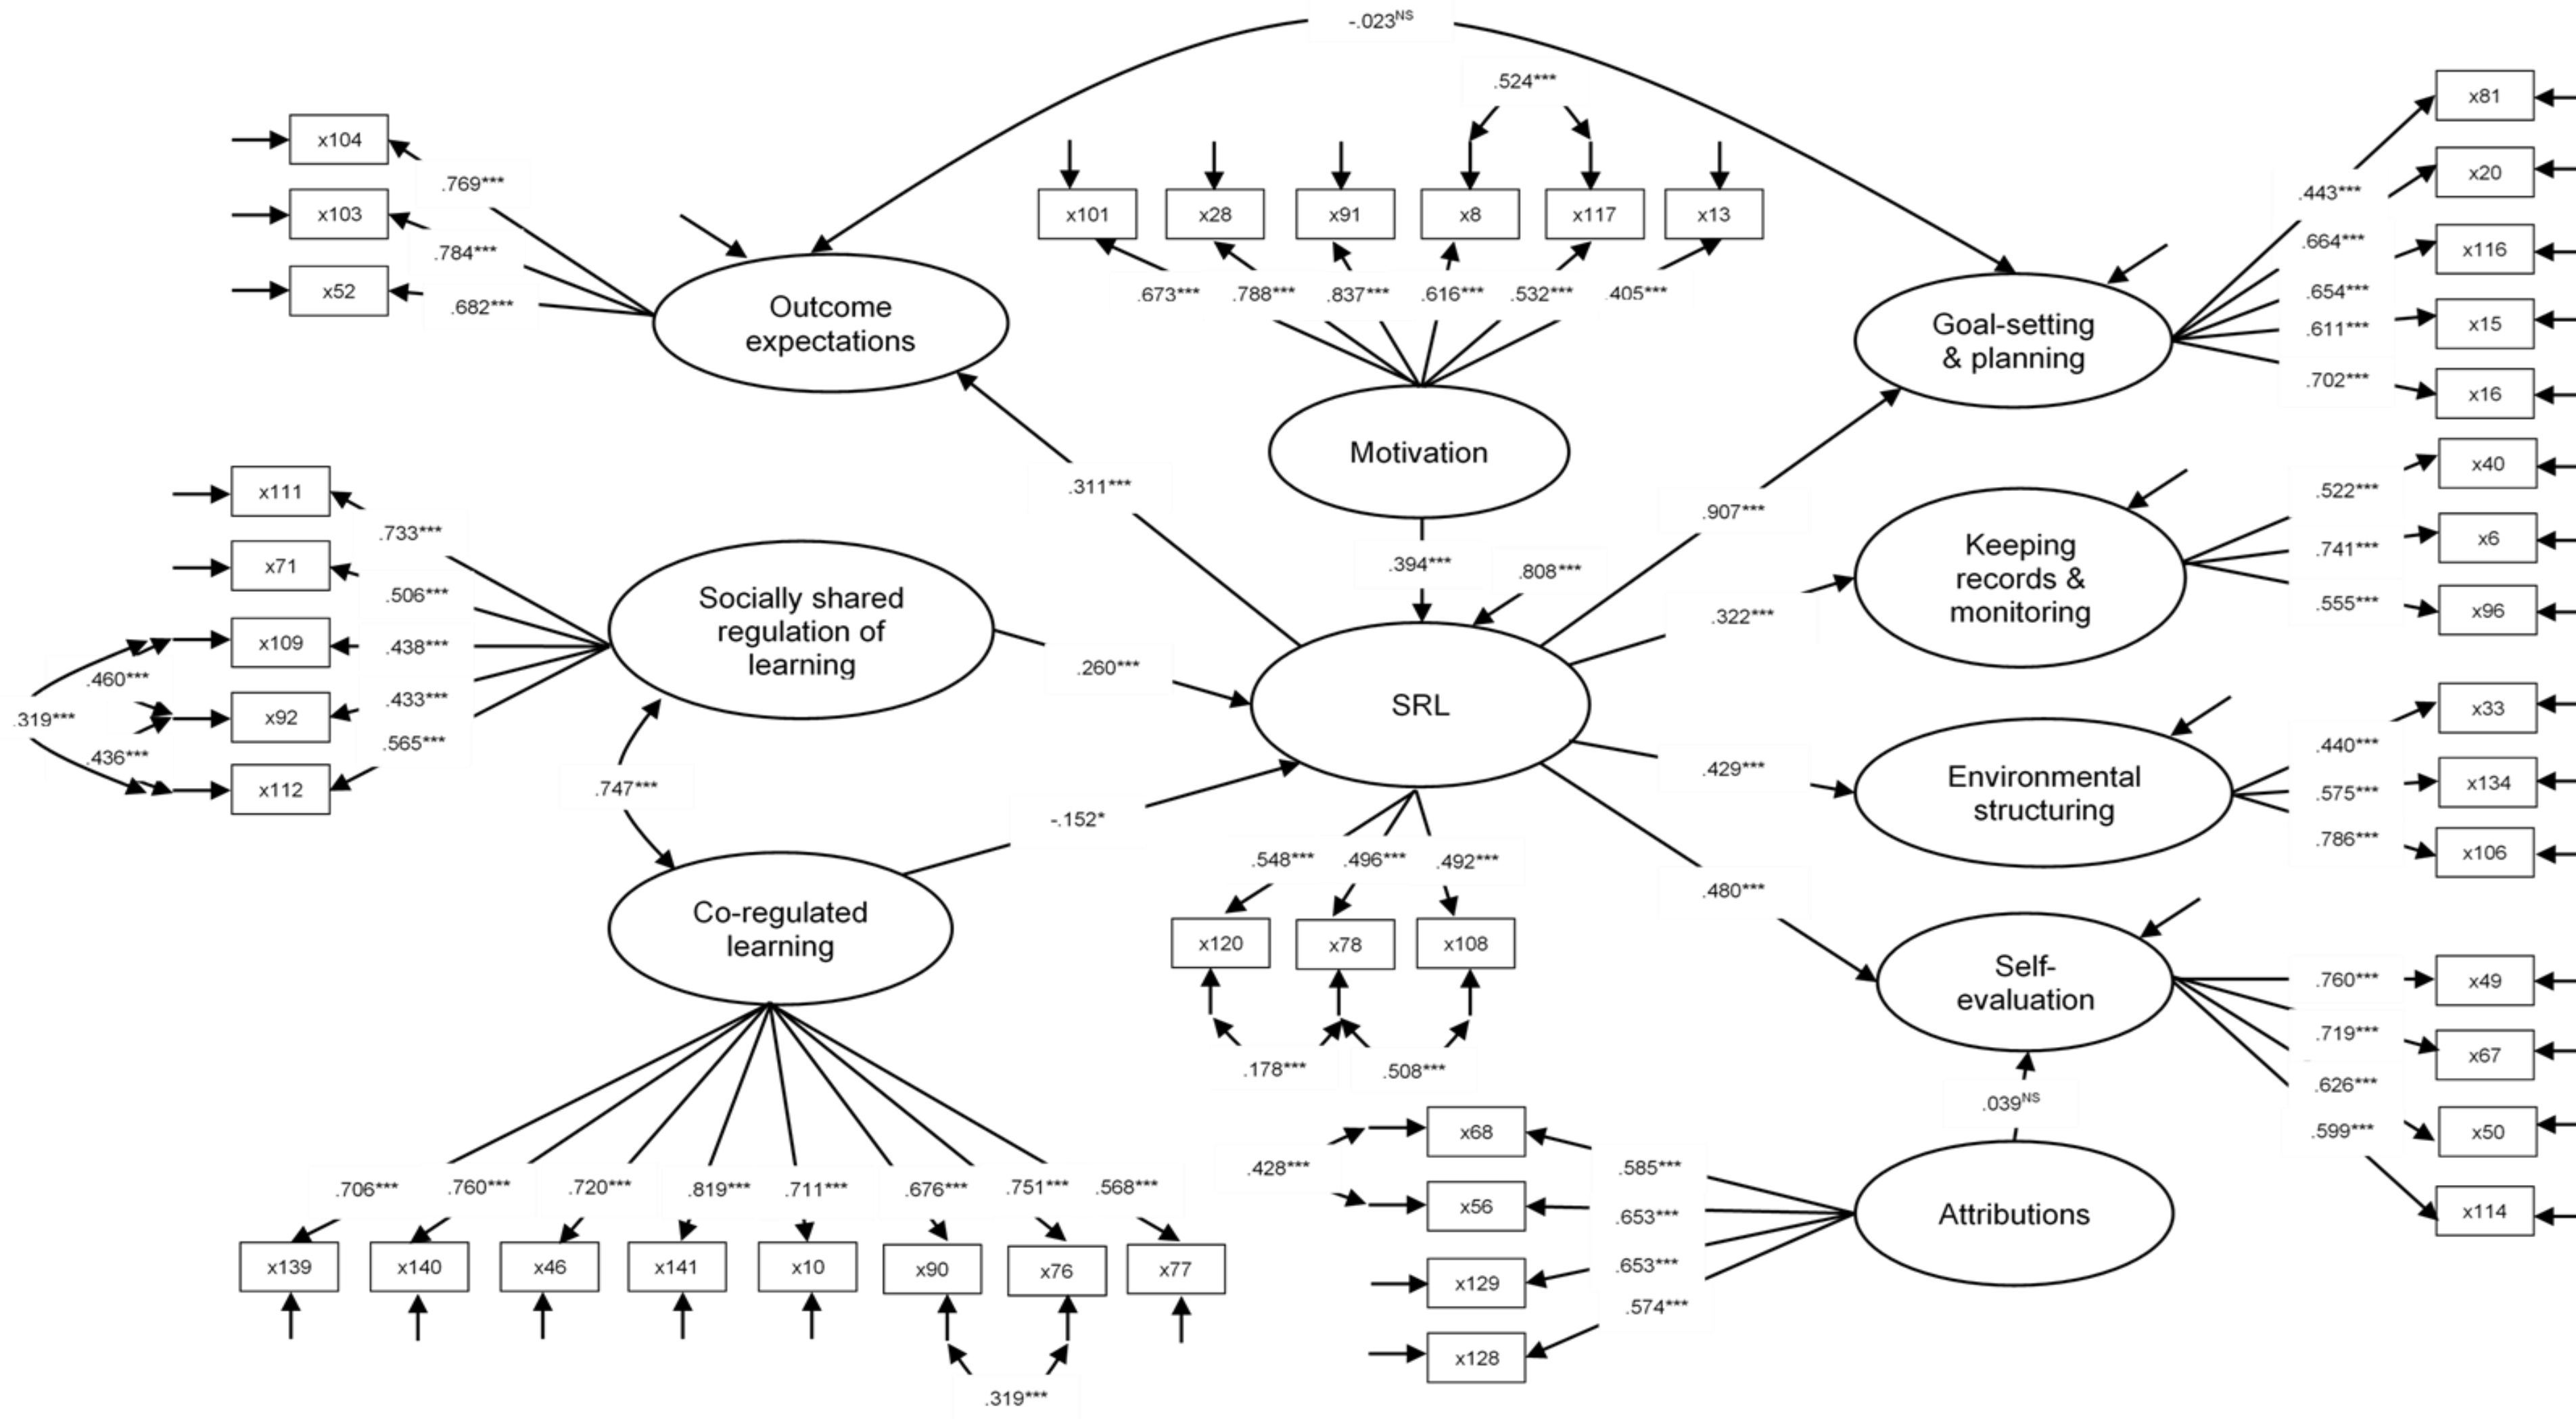 -.023NS
.524***
x81
x104
.769***
x20
.443***
x103
x101
x28
x91
x8
x117
x13
.664***
x116
.784***
x52
.682***
.673***
.788***
.837***
.616***
.532***
.405***
.654***
Outcome
expectations
Goal-setting
& planning
.611***
x15
.702***
x16
Motivation
x40
x111
.311***
.522***
.733***
.907***
Keeping
records &
monitoring
.741***
x6
x71
.394***
.808***
.506***
Socially shared
regulation of
learning
.322***
.555***
x96
x109
.438***
.460***
.260***
.433***
.319***
x92
SRL
x33
.436***
.565***
.440***
x112
.747***
.429***
Environmental
structuring
.575***
x134
-.152*
.786***
x106
.548***
.496***
.492***
.480***
Co-regulated
learning
x120
x78
x108
Self-
evaluation
.760***
x49
.719***
x67
.178***
.508***
.626***
.039NS
x68
.599***
x50
.428***
.585***
.706***
.760***
.720***
.819***
.711***
.676***
.751***
.568***
x56
.653***
Attributions
x114
x139
x140
x46
x141
x10
x90
x76
x77
x129
.653***
.574***
x128
.319***